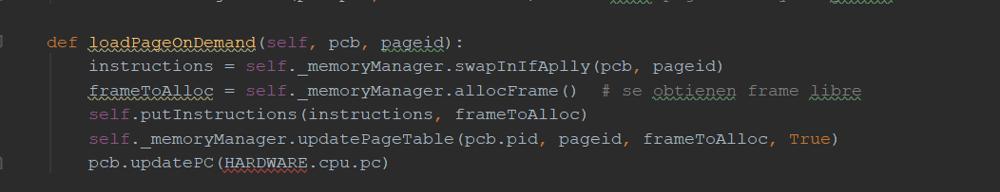 def loadPageOnDemand(self, pcb, pageid):
instructions = self._memoryManager.swapInIfAplly(pcb, pageid)
frameToAlloc = self._memoryManager.allocFrame()  # se obtienen frame libre
self.putInstructions(instructions, frameToAlloc)
self._memoryManager.updatePageTable(pcb.pid, pageid, frameToAlloc, True)
pcb.updatePC(HARDWARE.cpu.pc)